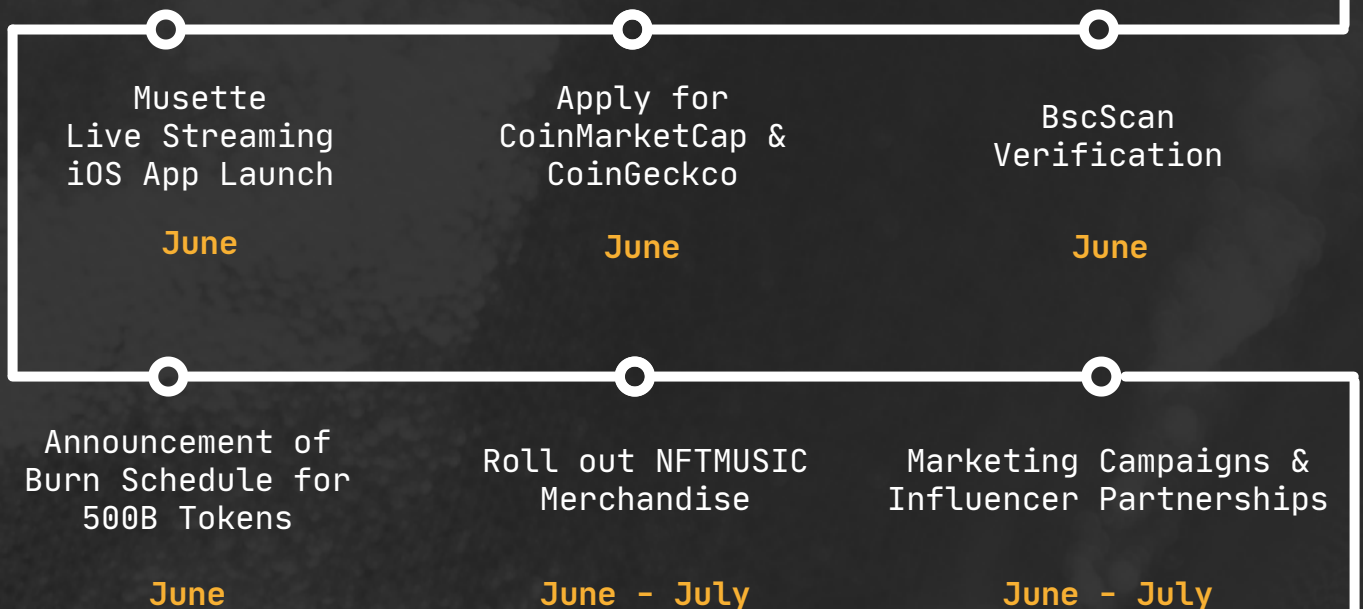 Musette
Live Streaming
iOS App Launch
June
Apply for
CoinMarketCap &
CoinGeckco
June
BscScan
Verification
June
Announcement of
Burn Schedule for
500B Tokens
June
Roll out NFTMUSIC
Merchandise
June - July
Marketing Campaigns &
Influencer Partnerships
June - July